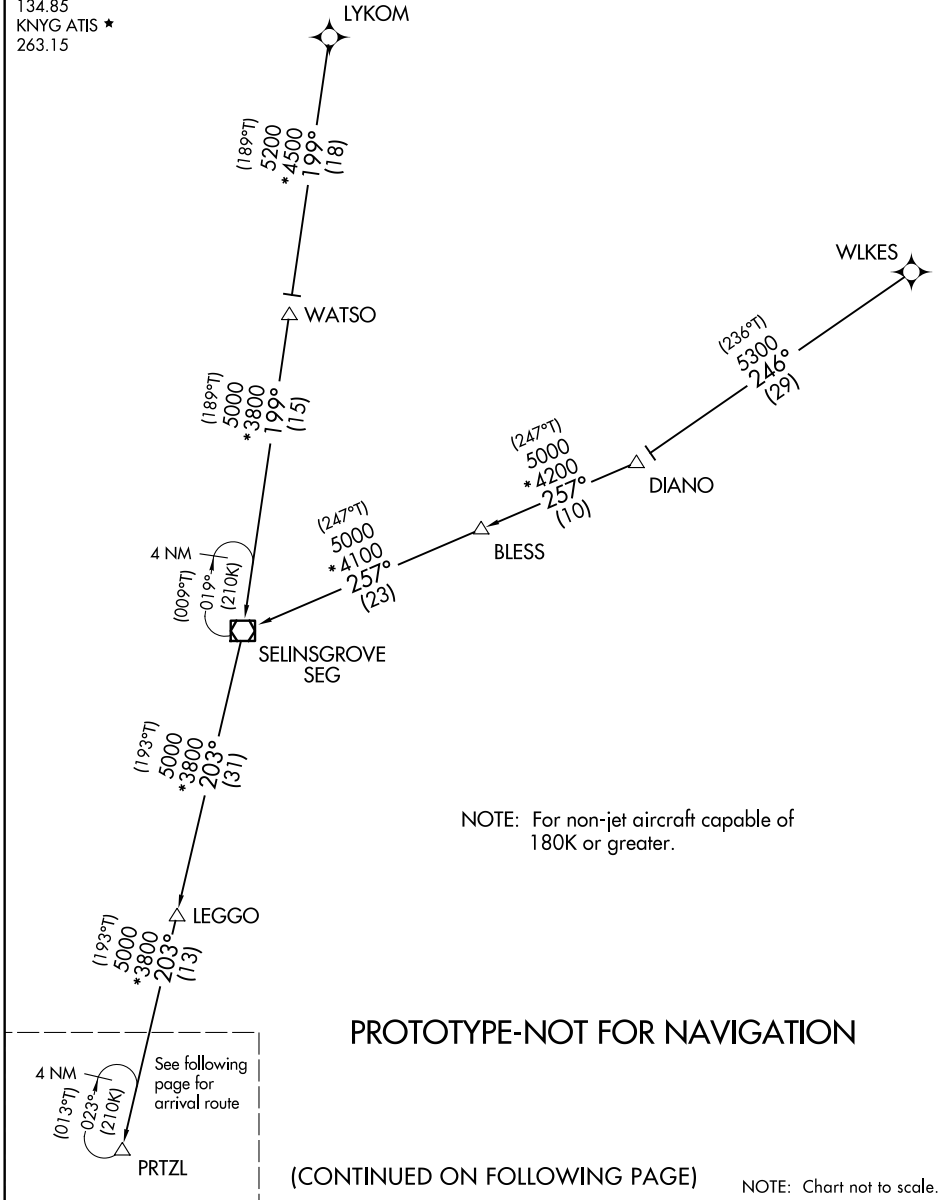 134.85
KNYG ATIS ★
263.15
LYKOM
(189°T)
5200
*4500
199°
(18)
WLKES
WATSO
(236°T)
5300
246°
(29)
(189°T)
5000
*3800
199°
(15)
(247°T)
5000
*4200
257°
(10)
DIANO
BLESS
(247°T)
5000
*4100
257°
(23)
4 NM
(009°T)
019°
(210K)
SELINSGROVE
SEG
(193°T)
5000
*3800
203°
(31)
NOTE: For non-jet aircraft capable of
180K or greater.
LEGGO
(193°T)
5000
*3800
203°
(13)
PROTOTYPE-NOT FOR NAVIGATION
4 NM
(013°T)
023°
(210K)
See following
page for
arrival route
PRTZL
(CONTINUED ON FOLLOWING PAGE)
NOTE: Chart not to scale.